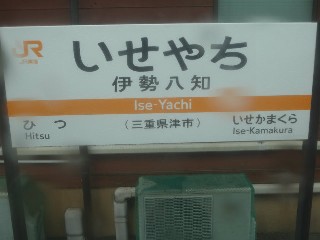 JR
JR東海
いせやち
伊勢八知
Ise-Yachi
ひつ
Hitsu
(三重県津市)
いせかまくら
Ise-Kamakura